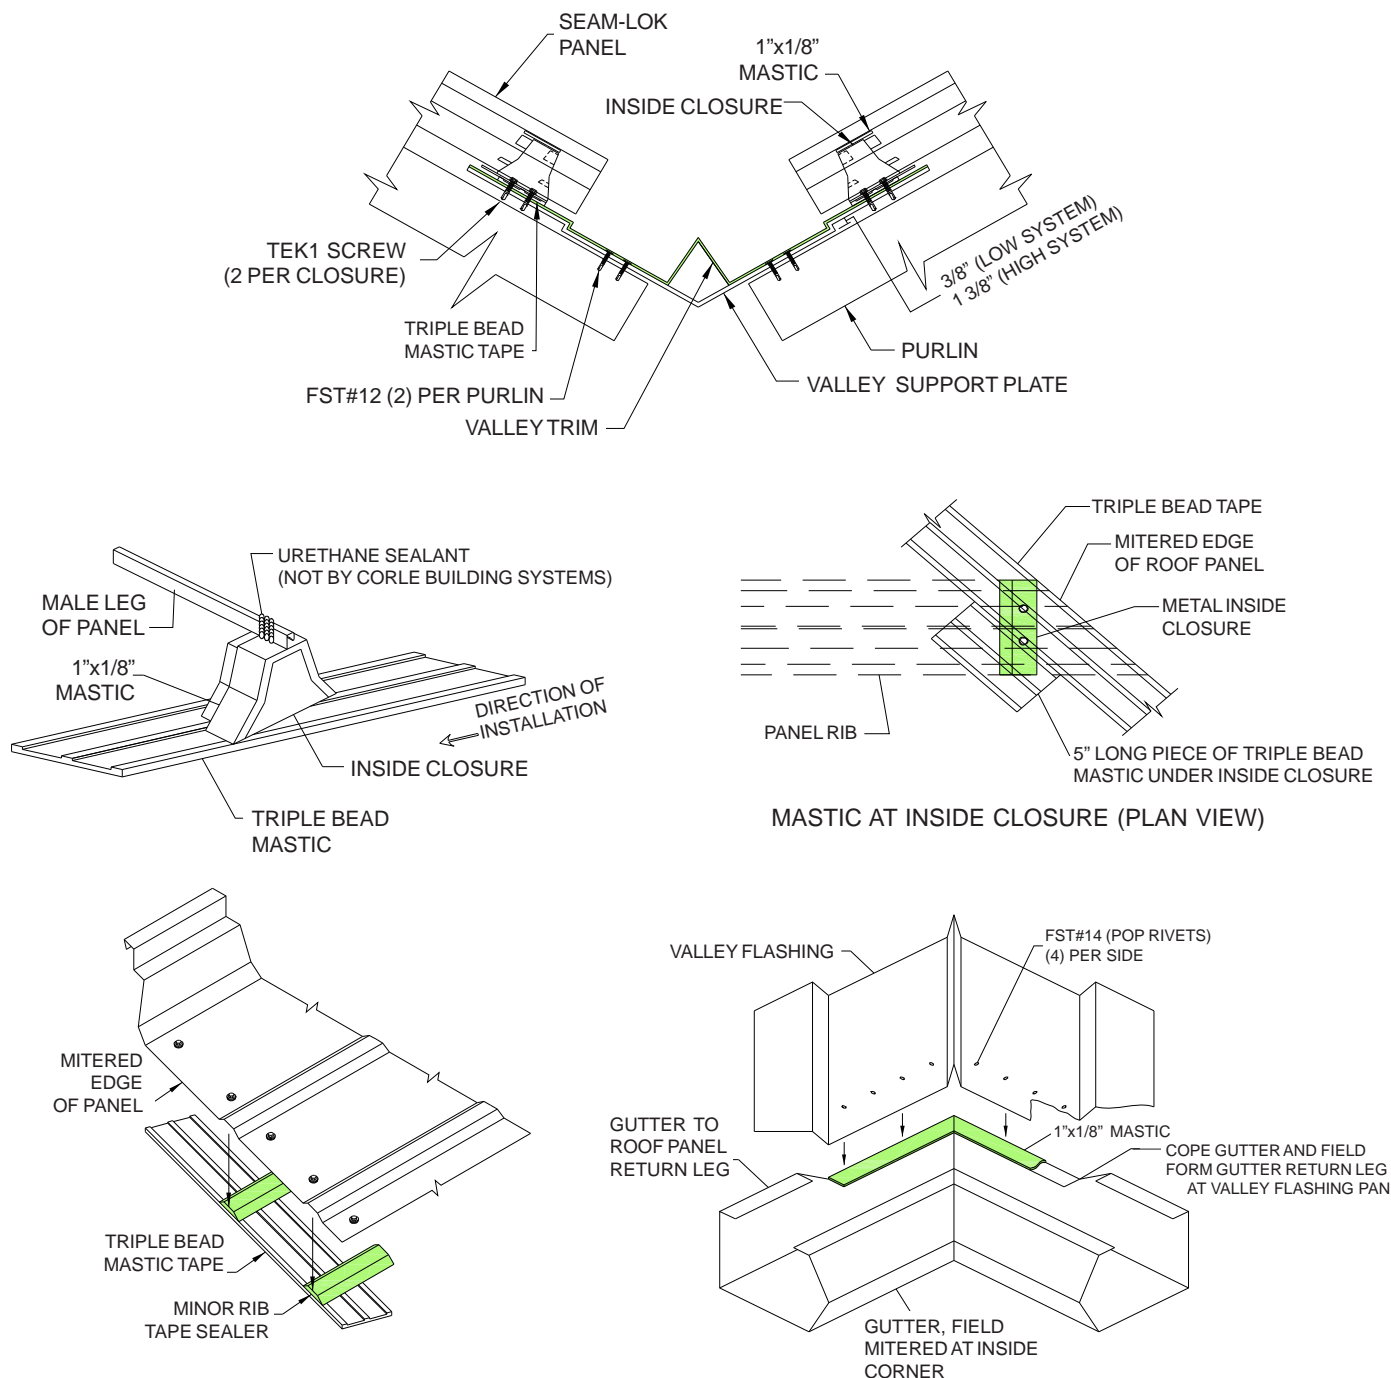 SEAM-LOK
PANEL
1”x1/8”
MASTIC
INSIDE CLOSURE
TEK1 SCREW
(2 PER CLOSURE)
3/8” (LOW SYSTEM)
1 3/8” (HIGH SYSTEM)
TRIPLE BEAD
MASTIC TAPE
PURLIN
VALLEY SUPPORT PLATE
FST#12 (2) PER PURLIN
VALLEY TRIM
URETHANE SEALANT
(NOT BY CORLE BUILDING SYSTEMS)
MALE LEG
OF PANEL
1”x1/8”
MASTIC
DIRECTION OF
INSTALLATION
INSIDE CLOSURE
TRIPLE BEAD
MASTIC
TRIPLE BEAD TAPE
MITERED EDGE
OF ROOF PANEL
METAL INSIDE
CLOSURE
PANEL RIB
5” LONG PIECE OF TRIPLE BEAD
MASTIC UNDER INSIDE CLOSURE
MASTIC AT INSIDE CLOSURE (PLAN VIEW)
MITERED
EDGE
OF PANEL
TRIPLE BEAD
MASTIC TAPE
MINOR RIB
TAPE SEALER
VALLEY FLASHING
FST#14 (POP RIVETS)
(4) PER SIDE
GUTTER TO
ROOF PANEL
RETURN LEG
1”x1/8” MASTIC
COPE GUTTER AND FIELD
FORM GUTTER RETURN LEG
AT VALLEY FLASHING PAN
GUTTER, FIELD
MITERED AT INSIDE
CORNER